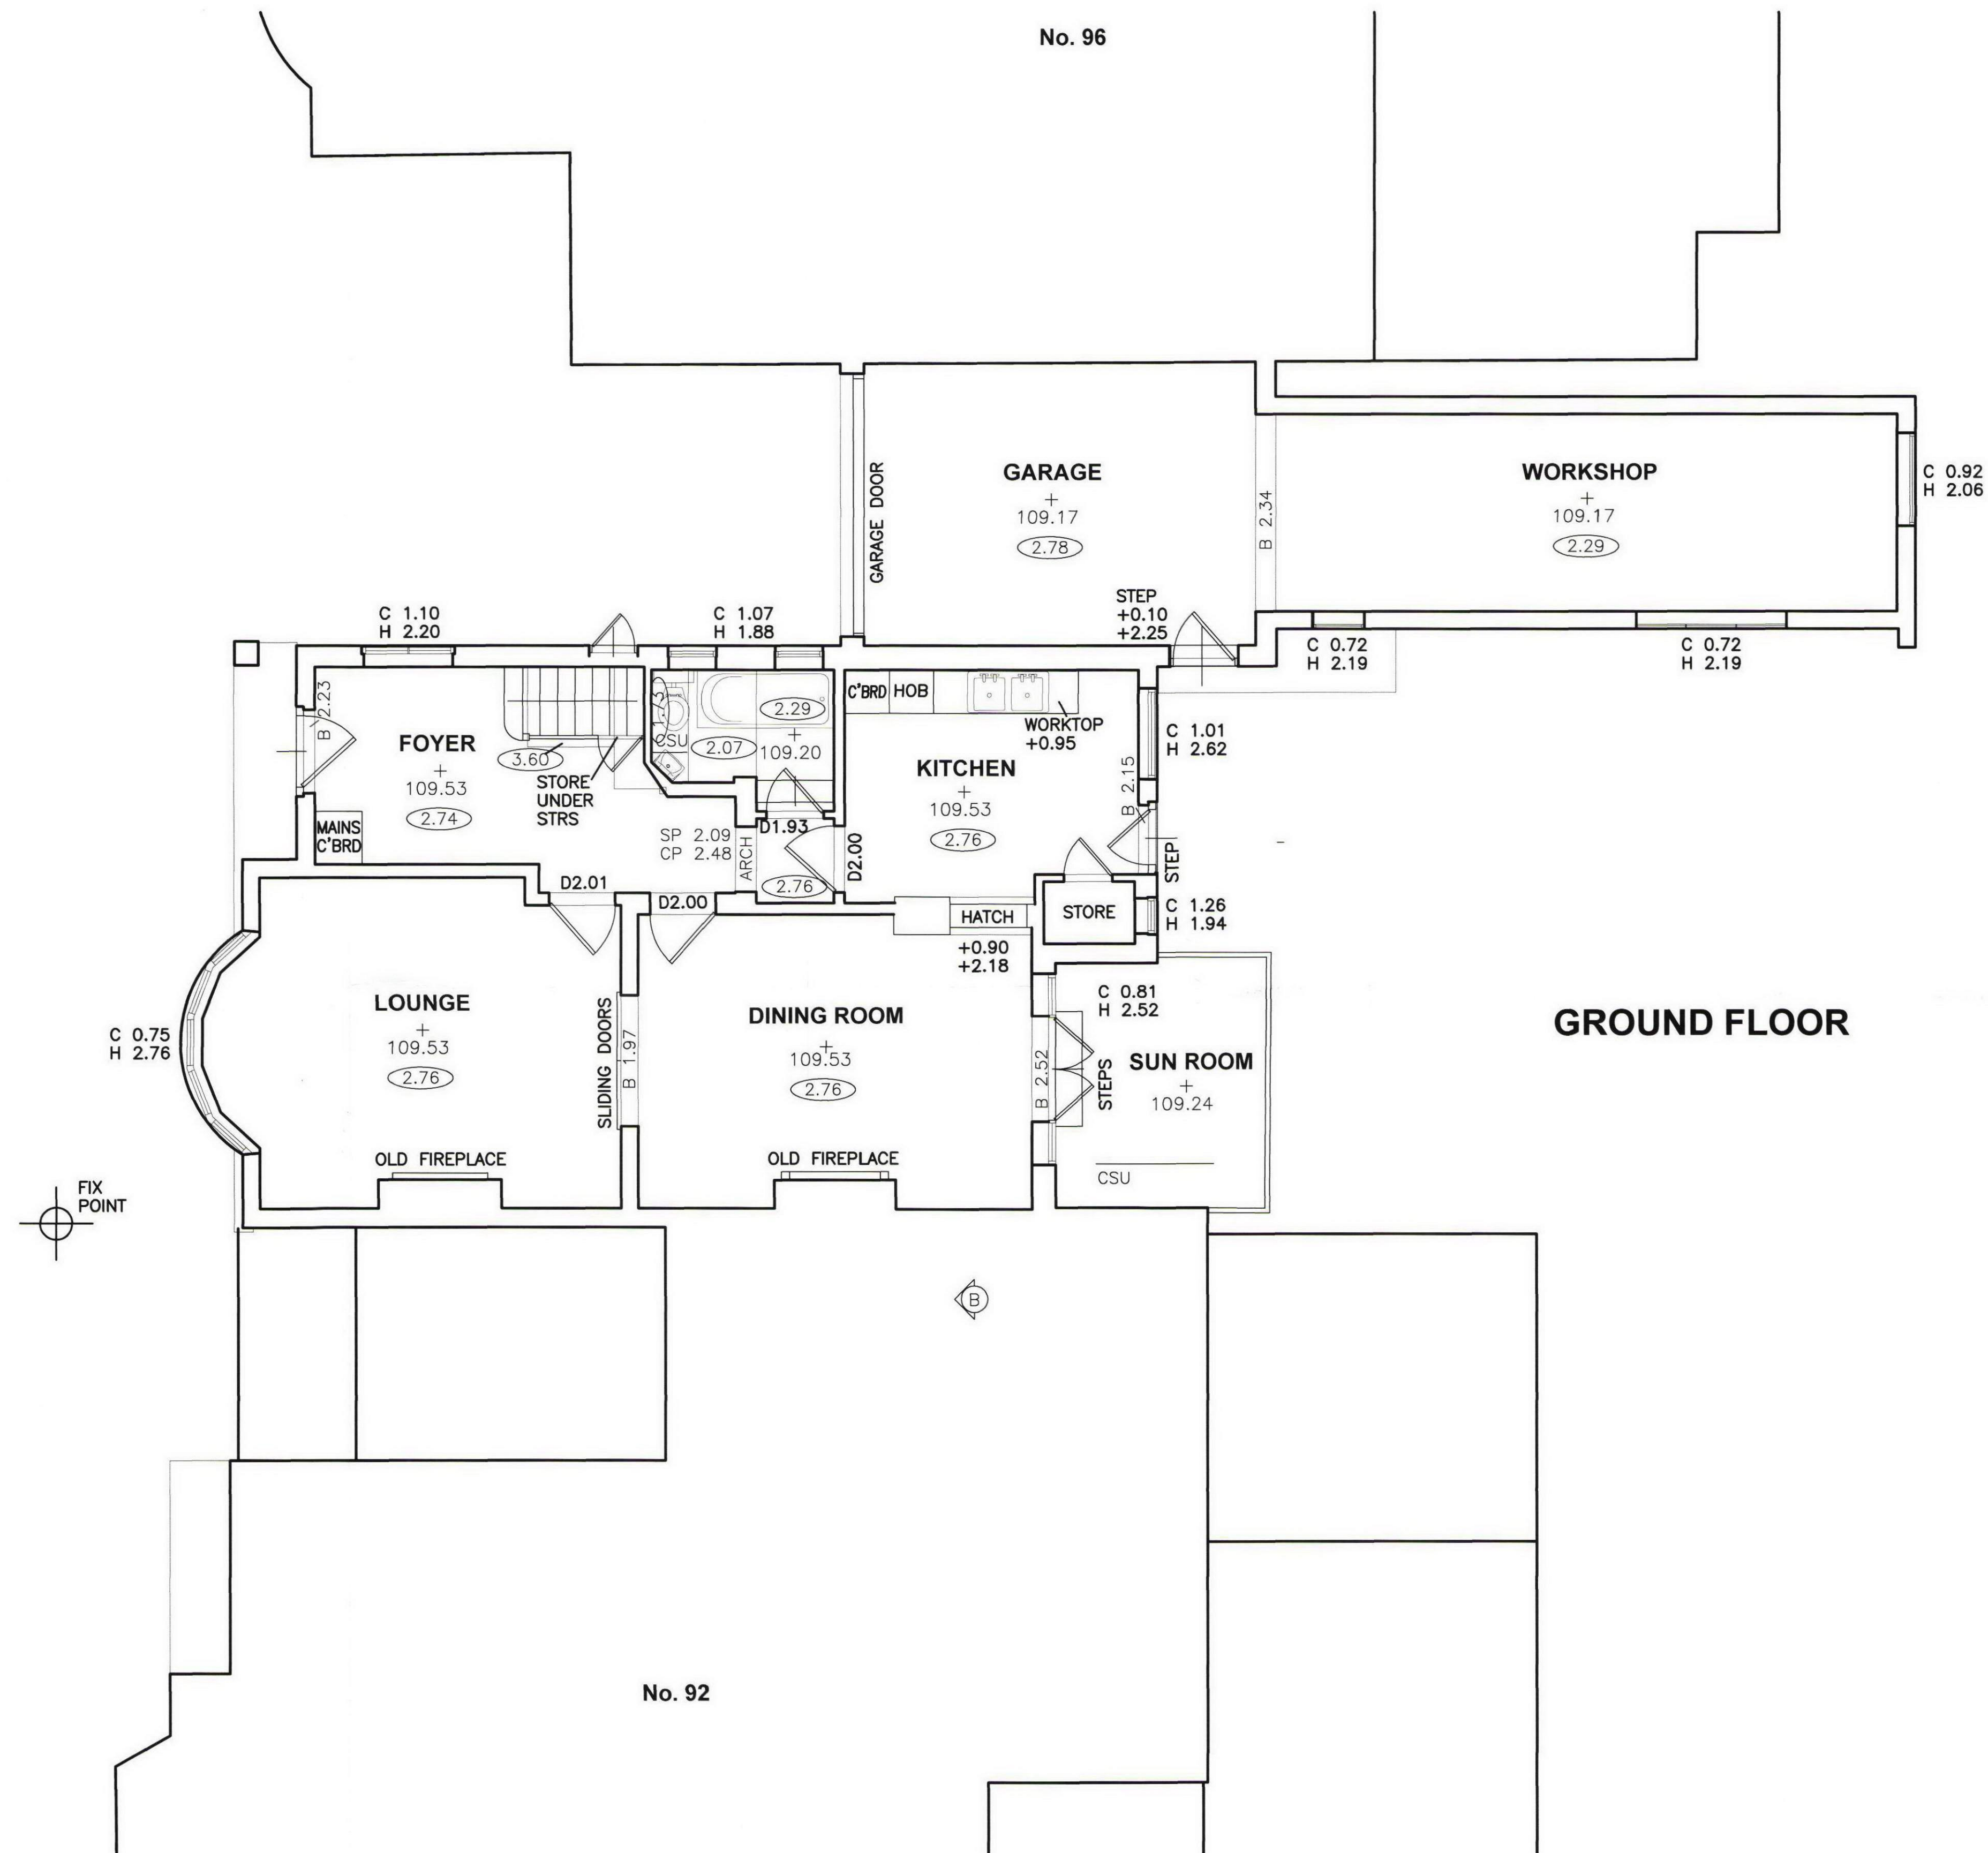 No. 96
GARAGE
109.17
2.78
GARAGE DOOR
B 2.34
WORKSHOP
109.17
2.29
C 0.92
H 2.06
STEP
+0.10
+2.25
C 0.72
H 2.19
C 0.72
H 2.19
C 1.10
H 2.20
C 1.07
H 1.88
B 2.23
FOYER
109.53
2.74
3.60
STORE
UNDER
STRS
MAINS
C'BRD
CSU
2.07
2.29
109.20
SP 2.09
CP 2.48
ARCH
D1.93
D2.00
2.76
C'BRD
HOB
WORKTOP
+0.95
KITCHEN
109.53
2.76
B 2.15
C 1.01
H 2.62
STEP
STORE
C 1.26
H 1.94
HATCH
+0.90
+2.18
D2.01
D2.00
LOUNGE
109.53
2.76
C 0.75
H 2.76
OLD FIREPLACE
SLIDING DOORS
B 1.97
DINING ROOM
109.53
2.76
OLD FIREPLACE
B 2.52
C 0.81
H 2.52
STEPS
SUN ROOM
109.24
CSU
GROUND FLOOR
FIX
POINT
B
No. 92